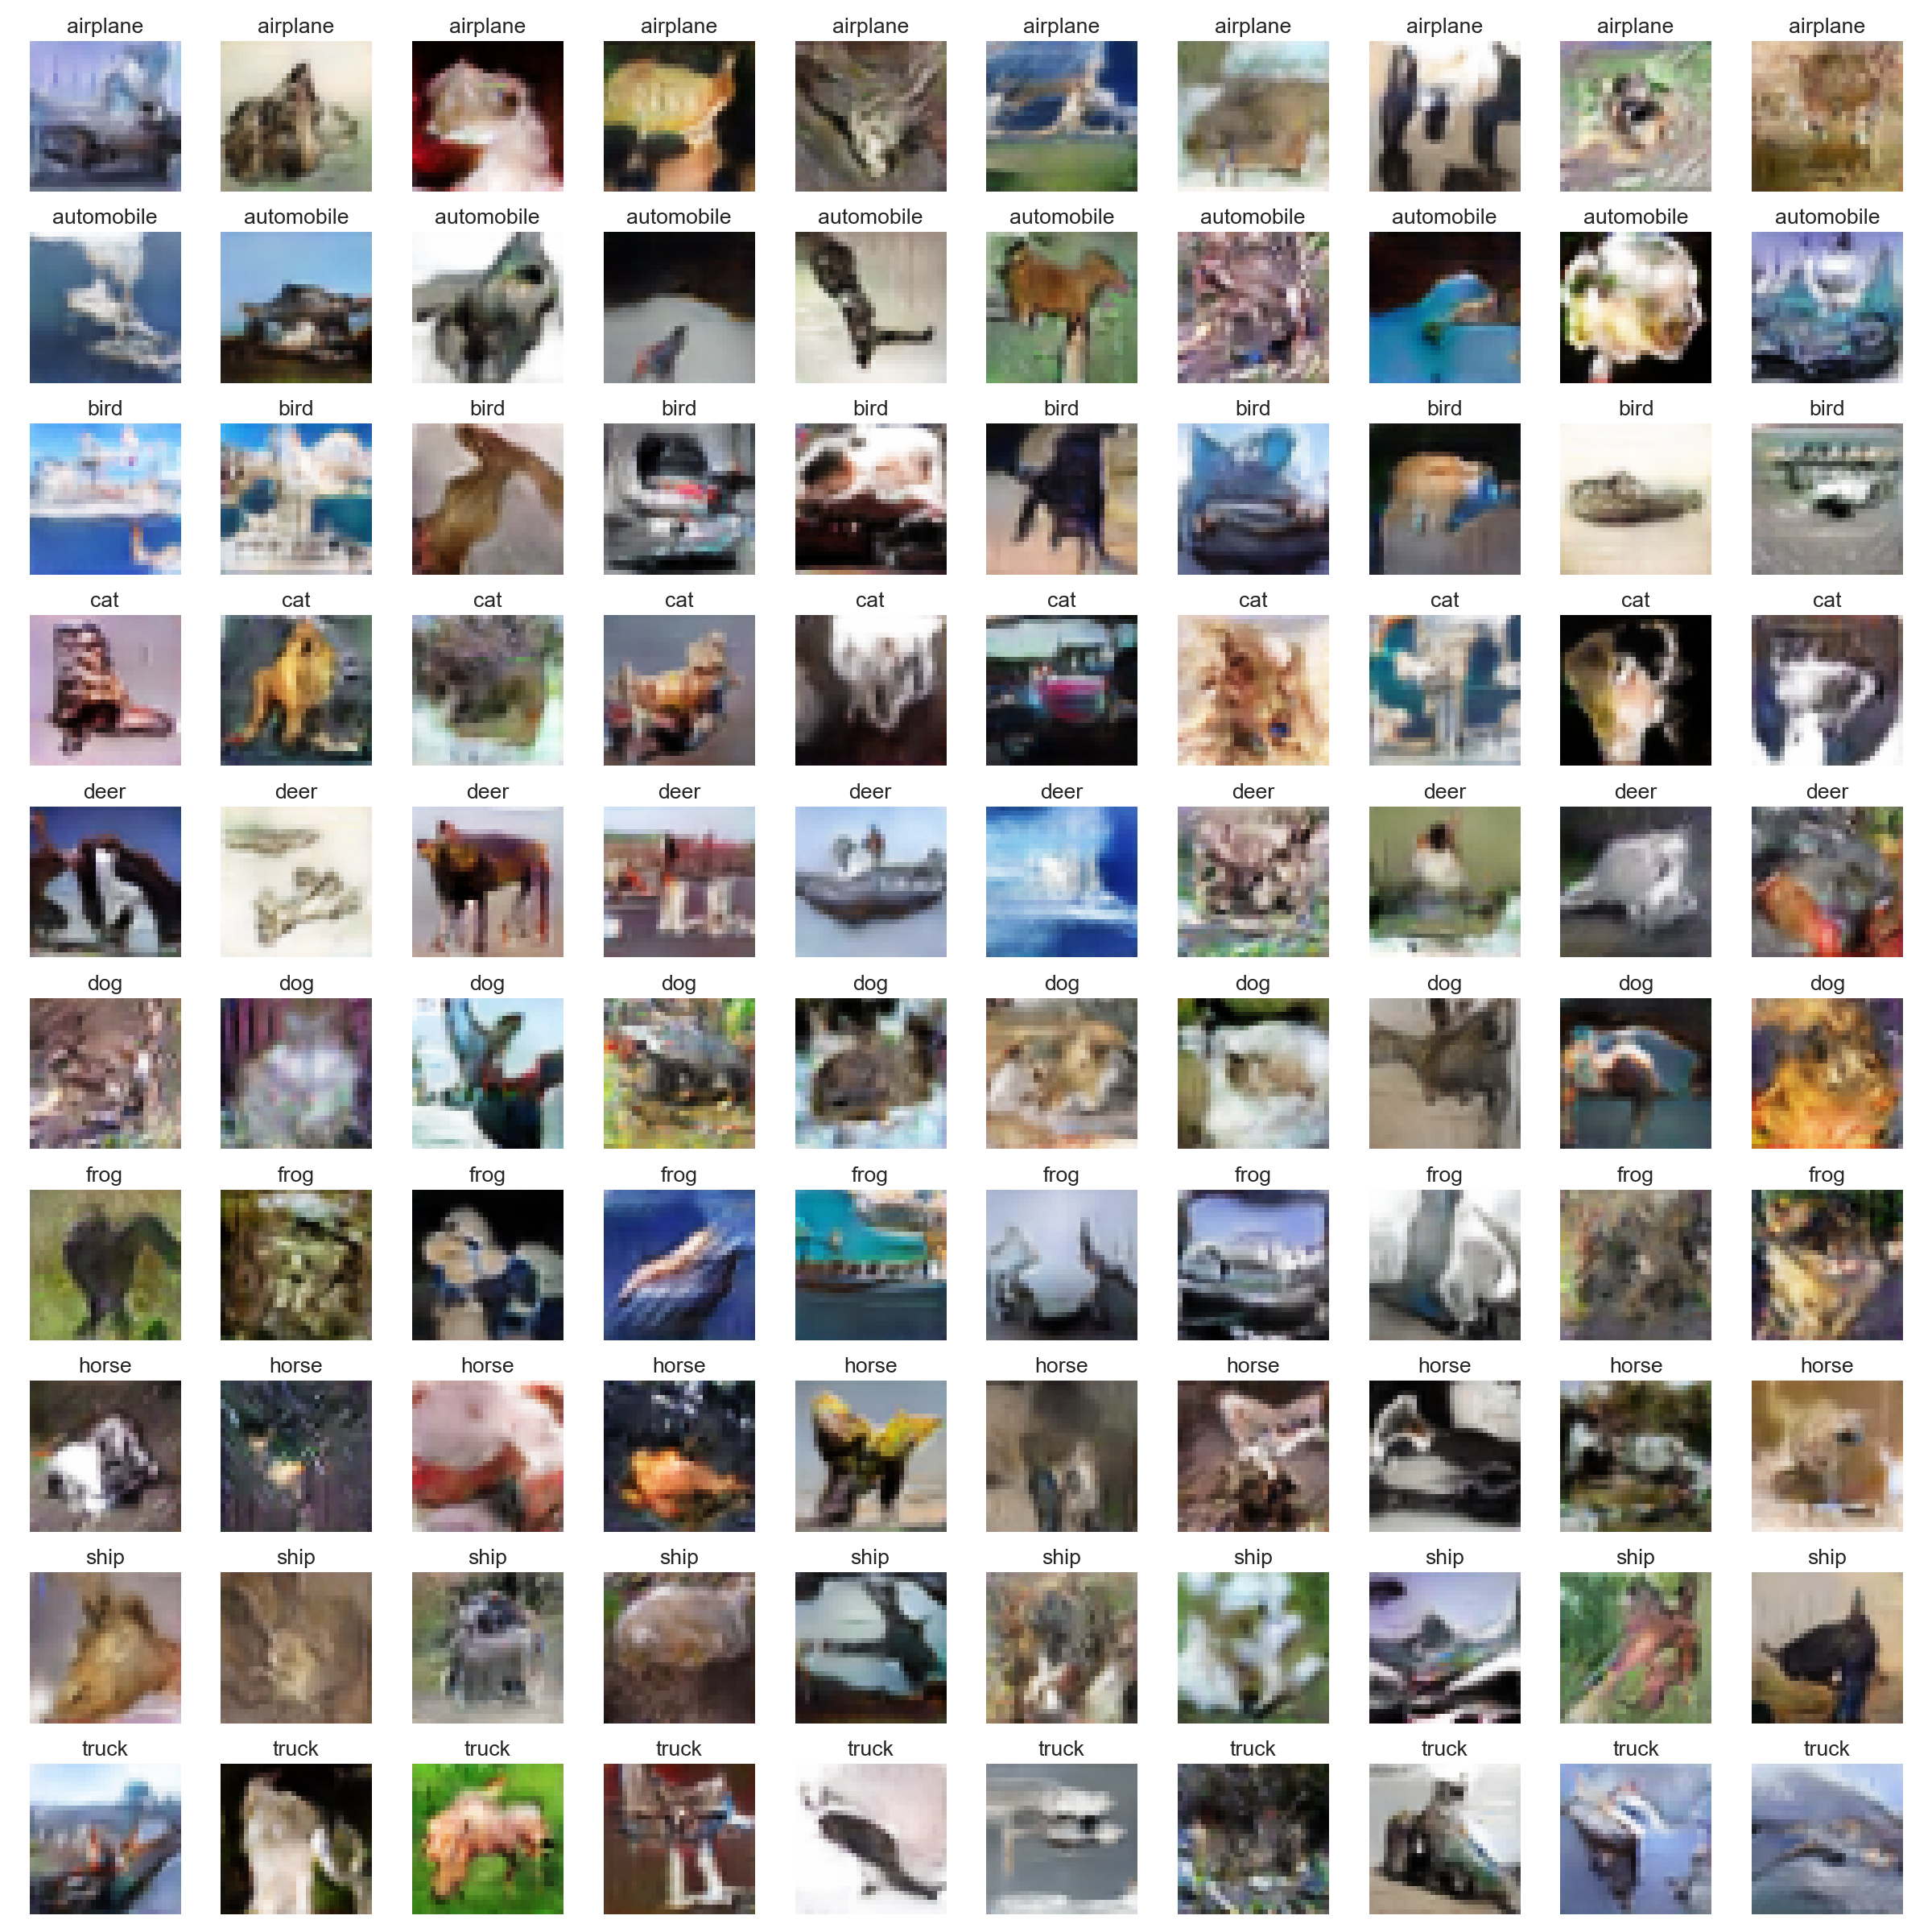 airplane airplane airplane airplane airplane airplane airplane airplane airplane airplane
automobile automobile automobile automobile automobile automobile automobile automobile automobile automobile
bird bird bird bird bird bird bird bird bird bird
cat cat cat cat cat cat cat cat cat cat
deer deer deer deer deer deer deer deer deer deer
dog dog dog dog dog dog dog dog dog dog
frog frog frog frog frog frog frog frog frog frog
horse horse horse horse horse horse horse horse horse horse
ship ship ship ship ship ship ship ship ship ship
truck truck truck truck truck truck truck truck truck truck